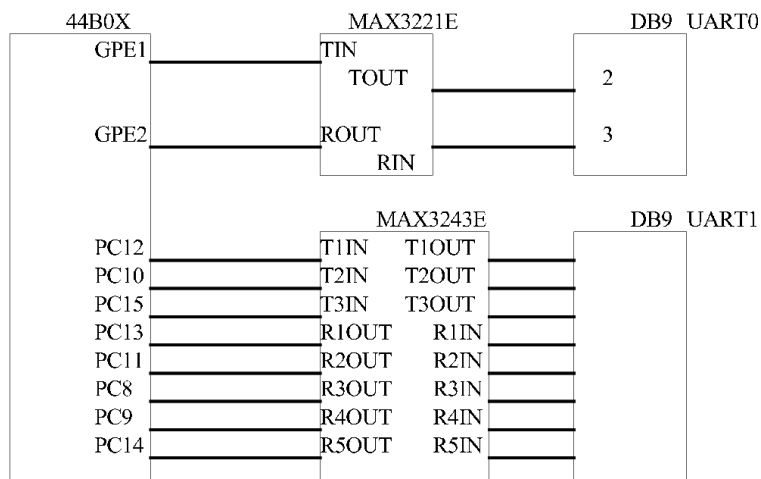 44B0X MAX3221E DB9 UART0
GPE1 TIN
TOUT 2
GPE2 ROUT 3
RIN
MAX3243E DB9 UART1
PC12 T1IN T1OUT
PC10 T2IN T2OUT
PC15 T3IN T3OUT
PC13 R1OUT R1IN
PC11 R2OUT R2IN
PC8 R3OUT R3IN
PC9 R4OUT R4IN
PC14 R5OUT R5IN